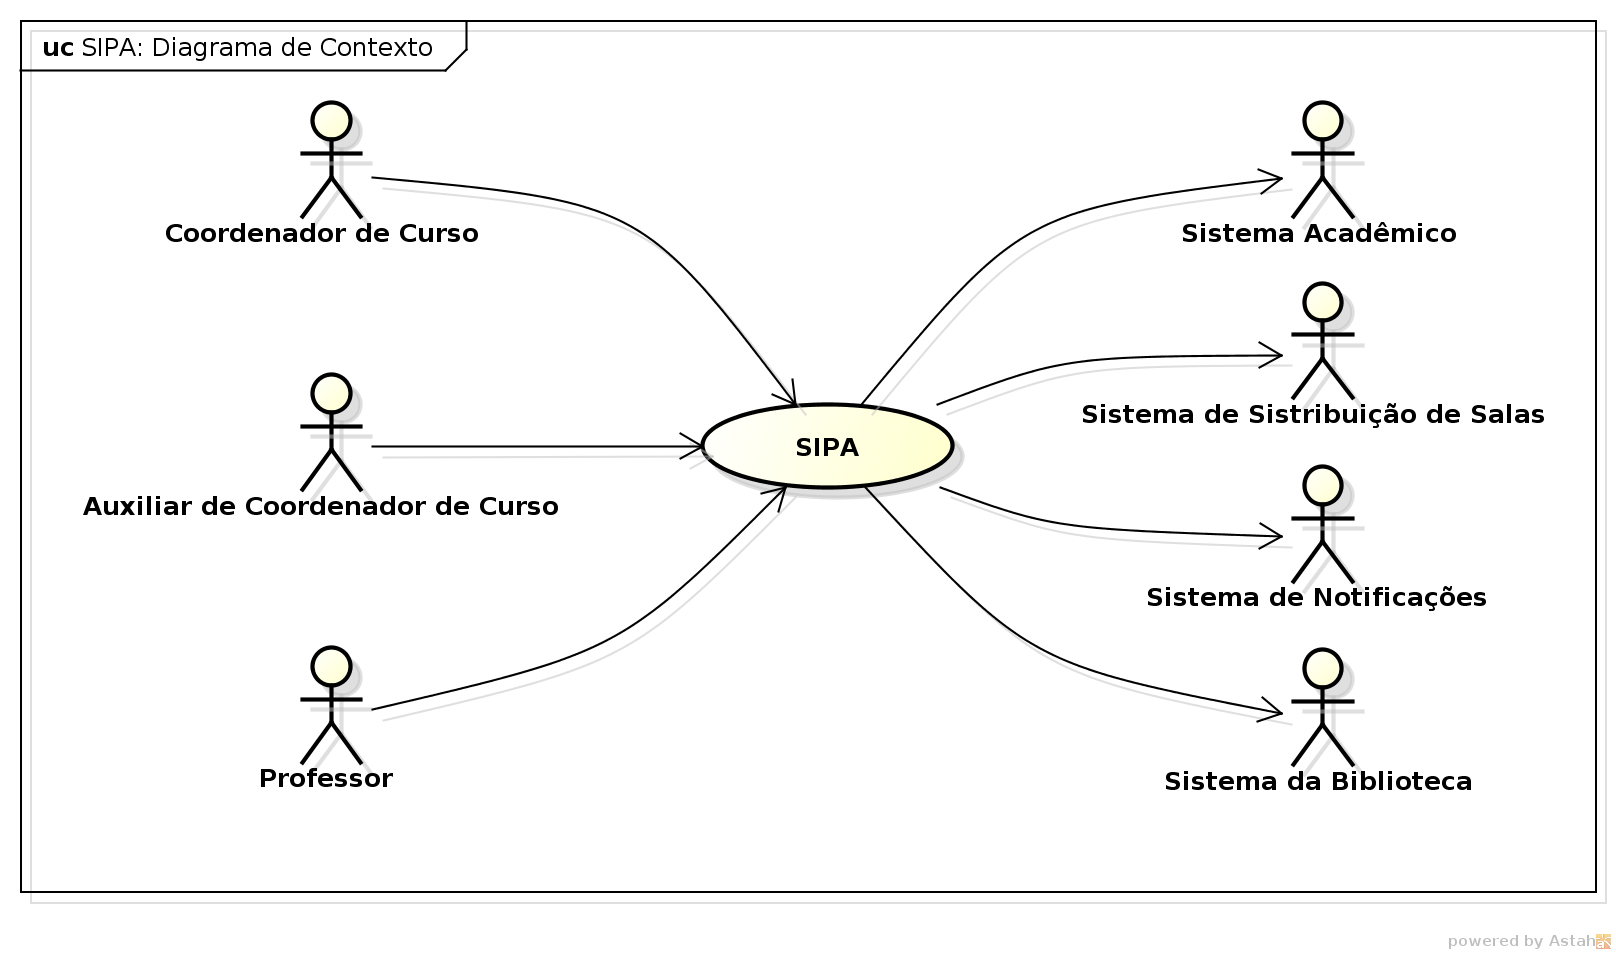 uc SIPA: Diagrama de Contexto
Coordenador de Curso
Sistema Acadêmico
Sistema de Sistribuição de Salas
SIPA
Auxiliar de Coordenador de Curso
Sistema de Notificações
Professor
Sistema da Biblioteca
powered by Astah